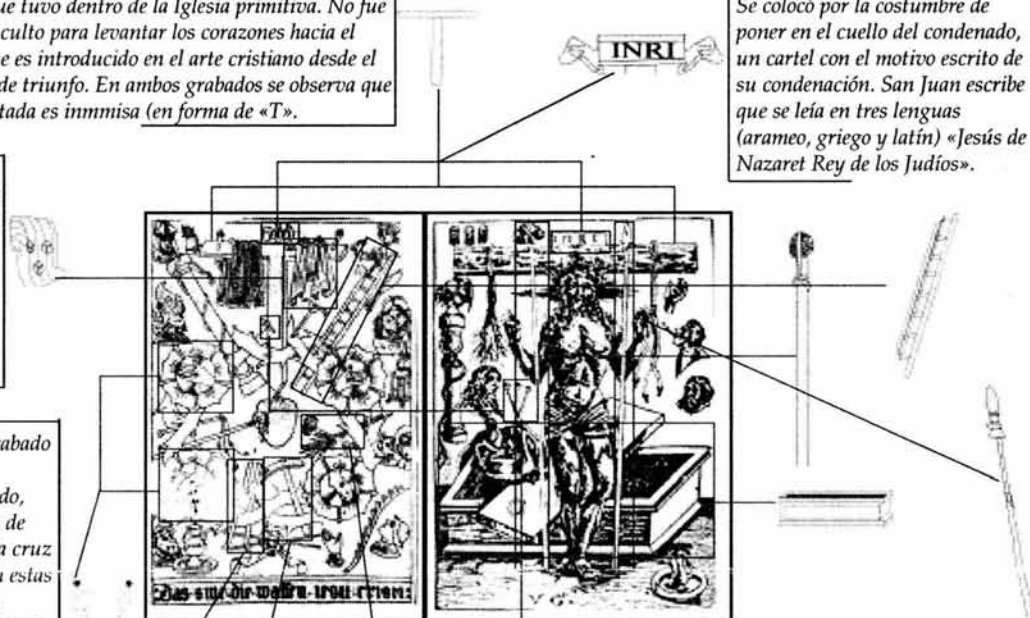 ue tuvo dentro de la Iglesia primitiva. No fue
culto para levantar los corazones hacia el
e es introducido en el arte cristiano desde el
de triunfo. En ambos grabados se observa que
tada es inmmisa (en forma de «T».
INRI
Se colocó por la costumbre de
poner en el cuello del condenado,
un cartel con el motivo escrito de
su condenación. San Juan escribe
que se leía en tres lenguas
(arameo, griego y latín) «Jesús de
Nazaret Rey de los Judíos».
rabado
do,
de
a cruz
estas